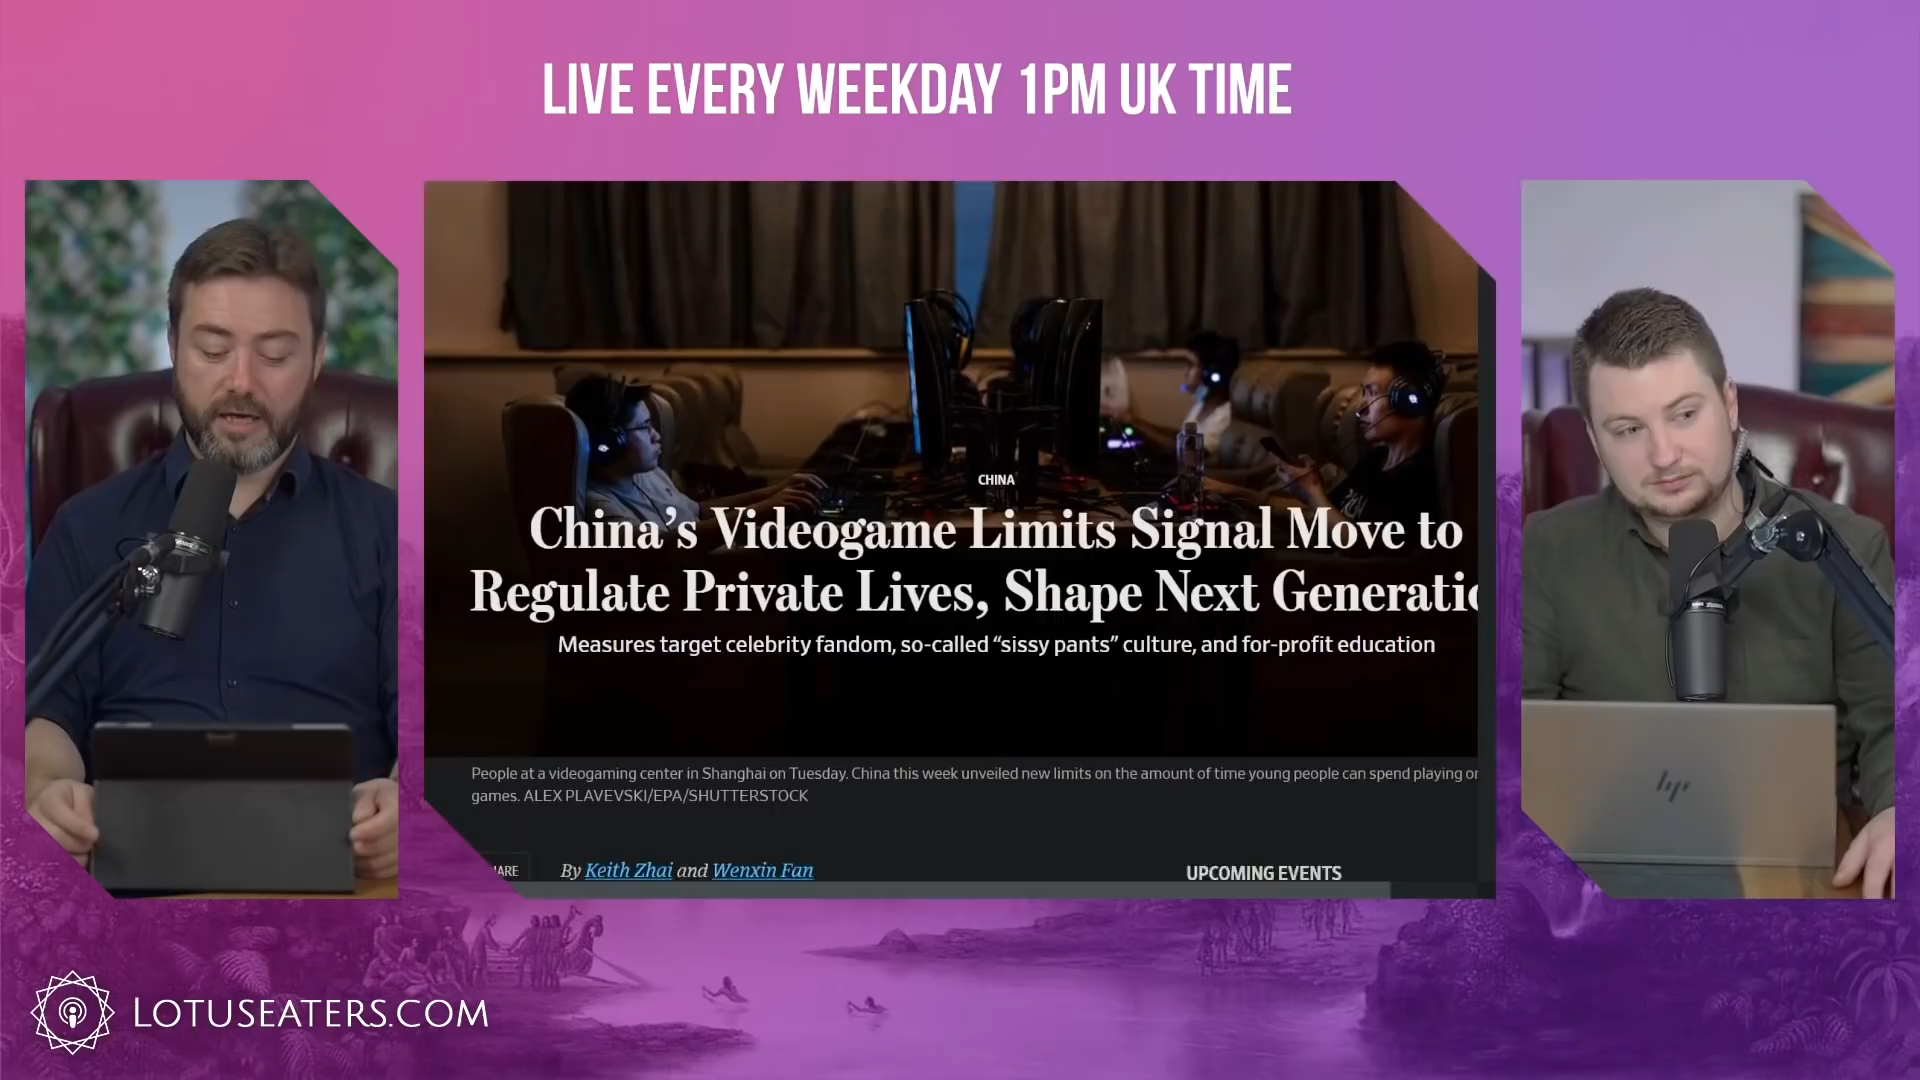 LIVE EVERY WEEKDAY 1PM UK TIME
CHINA
China's Videogame Limits Signal Move to
Regulate Private Lives, Shape Next Generatio
Measures target celebrity fandom, so-called “sissy pants” culture, and for-profit education
People at a videogaming center in Shanghai on Tuesday. China this week unveiled new limits on the amount of time young people can spend playing on
games. ALEX PLAVEVSKI/EPA/SHUTTERSTOCK
ARE
By Keith Zhai and Wenxin Fan
UPCOMING EVENTS
hp
LOTUSEATERS.COM